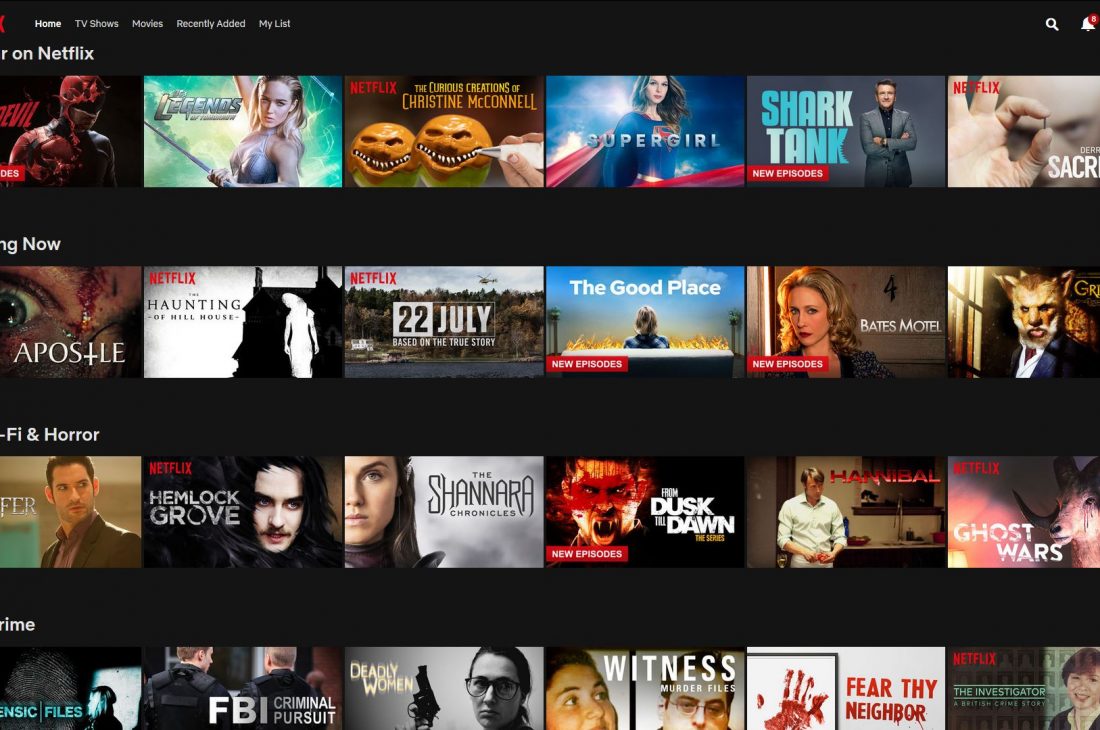 X Home TV Shows Movies Recently Added My List 8
r on Netflix
DEVIL
DES
DC'S
LEGENDS
OF TOMORROW
NETFLIX
THE CURIOUS CREATIONS OF
CHRISTINE McCONNELL
SUPERGIRL
SHARK
TANK
NEW EPISODES
NETFLIX
DERR
SACRI
ng Now
APOSTLE
NETFLIX
THE
HAUNTING
-OF HILL HOUSE-
NETFLIX
22 JULY
BASED ON THE TRUE STORY
The Good Place
NEW EPISODES
4
BATES MOTEL
NEW EPISODES
GRI
-Fi & Horror
FER
NETFLIX
HEMLOCK
GROVE
THE
SHANNARA
CHRONICLES
FROM
DUSK
TILL
DAWN
THE SERIES
NEW EPISODES
HANNIBAL
NETFLIX
GHOST
WARS
rime
ENSIC | FILES
FBI CRIMINAL
PURSUIT
DEADLY
WOMEN
WITNESS
MURDER FILES
FEAR THY
NEIGHBOR
NETFLIX
THE INVESTIGATOR
A BRITISH CRIME STORY